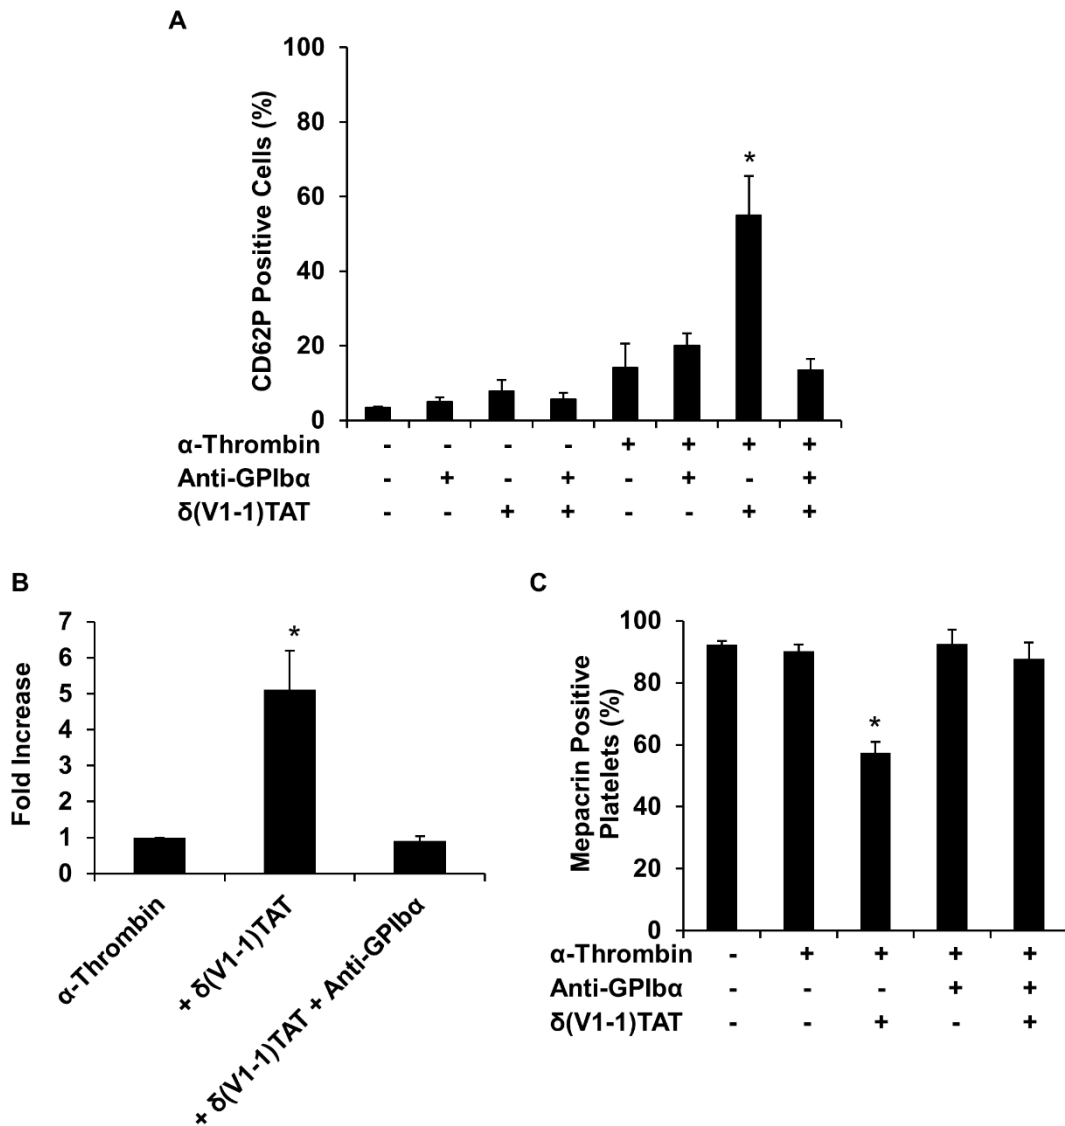 A
CD62P Positive Cells (%)
100
80
60
40
20
0
*
α-Thrombin - - - - + + + +
Anti-GPIbα - + - + - + - +
δ(V1-1)TAT - - + + - - + +
B
Fold Increase
7
6
5
4
3
2
1
0
*
α-Thrombin
+ δ(V1-1)TAT
+ δ(V1-1)TAT + Anti-GPIbα
C
Mepacrin Positive
Platelets (%)
100
80
60
40
20
0
*
α-Thrombin - + + + +
Anti-GPIbα - - - + +
δ(V1-1)TAT - - + - +